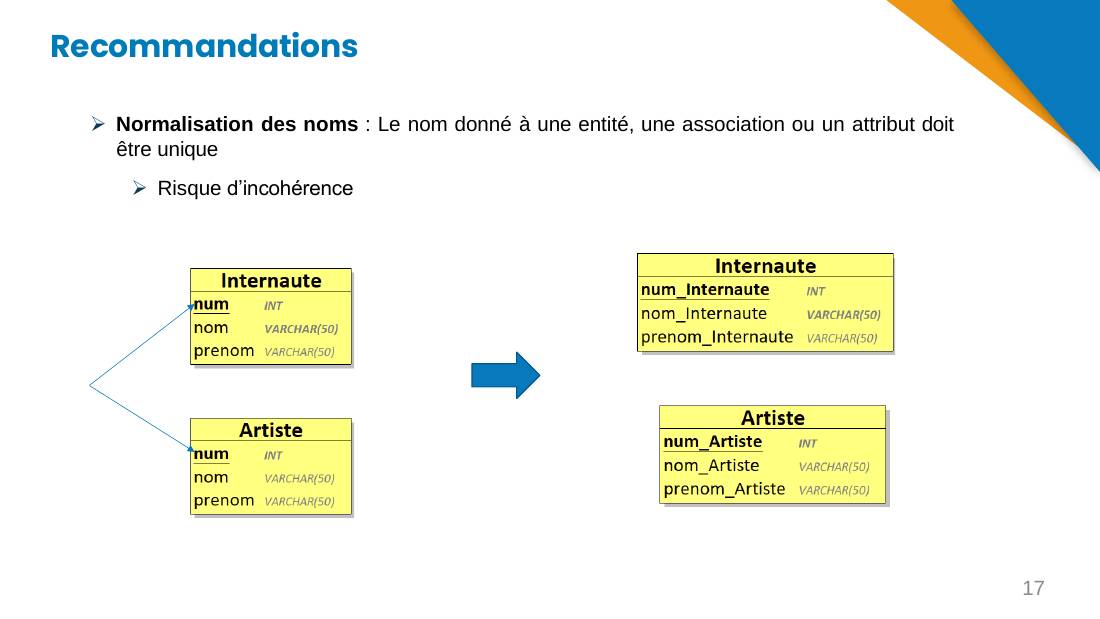 Recommandations
Normalisation des noms : Le nom donné à une entité, une association ou un attribut doit
être unique
Risque d’incohérence
Internaute
num INT
nom VARCHAR(50)
prenom VARCHAR(50)
Artiste
num INT
nom VARCHAR(50)
prenom VARCHAR(50)
Internaute
num_Internaute INT
nom_Internaute VARCHAR(50)
prenom_Internaute VARCHAR(50)
Artiste
num_Artiste INT
nom_Artiste VARCHAR(50)
prenom_Artiste VARCHAR(50)
17